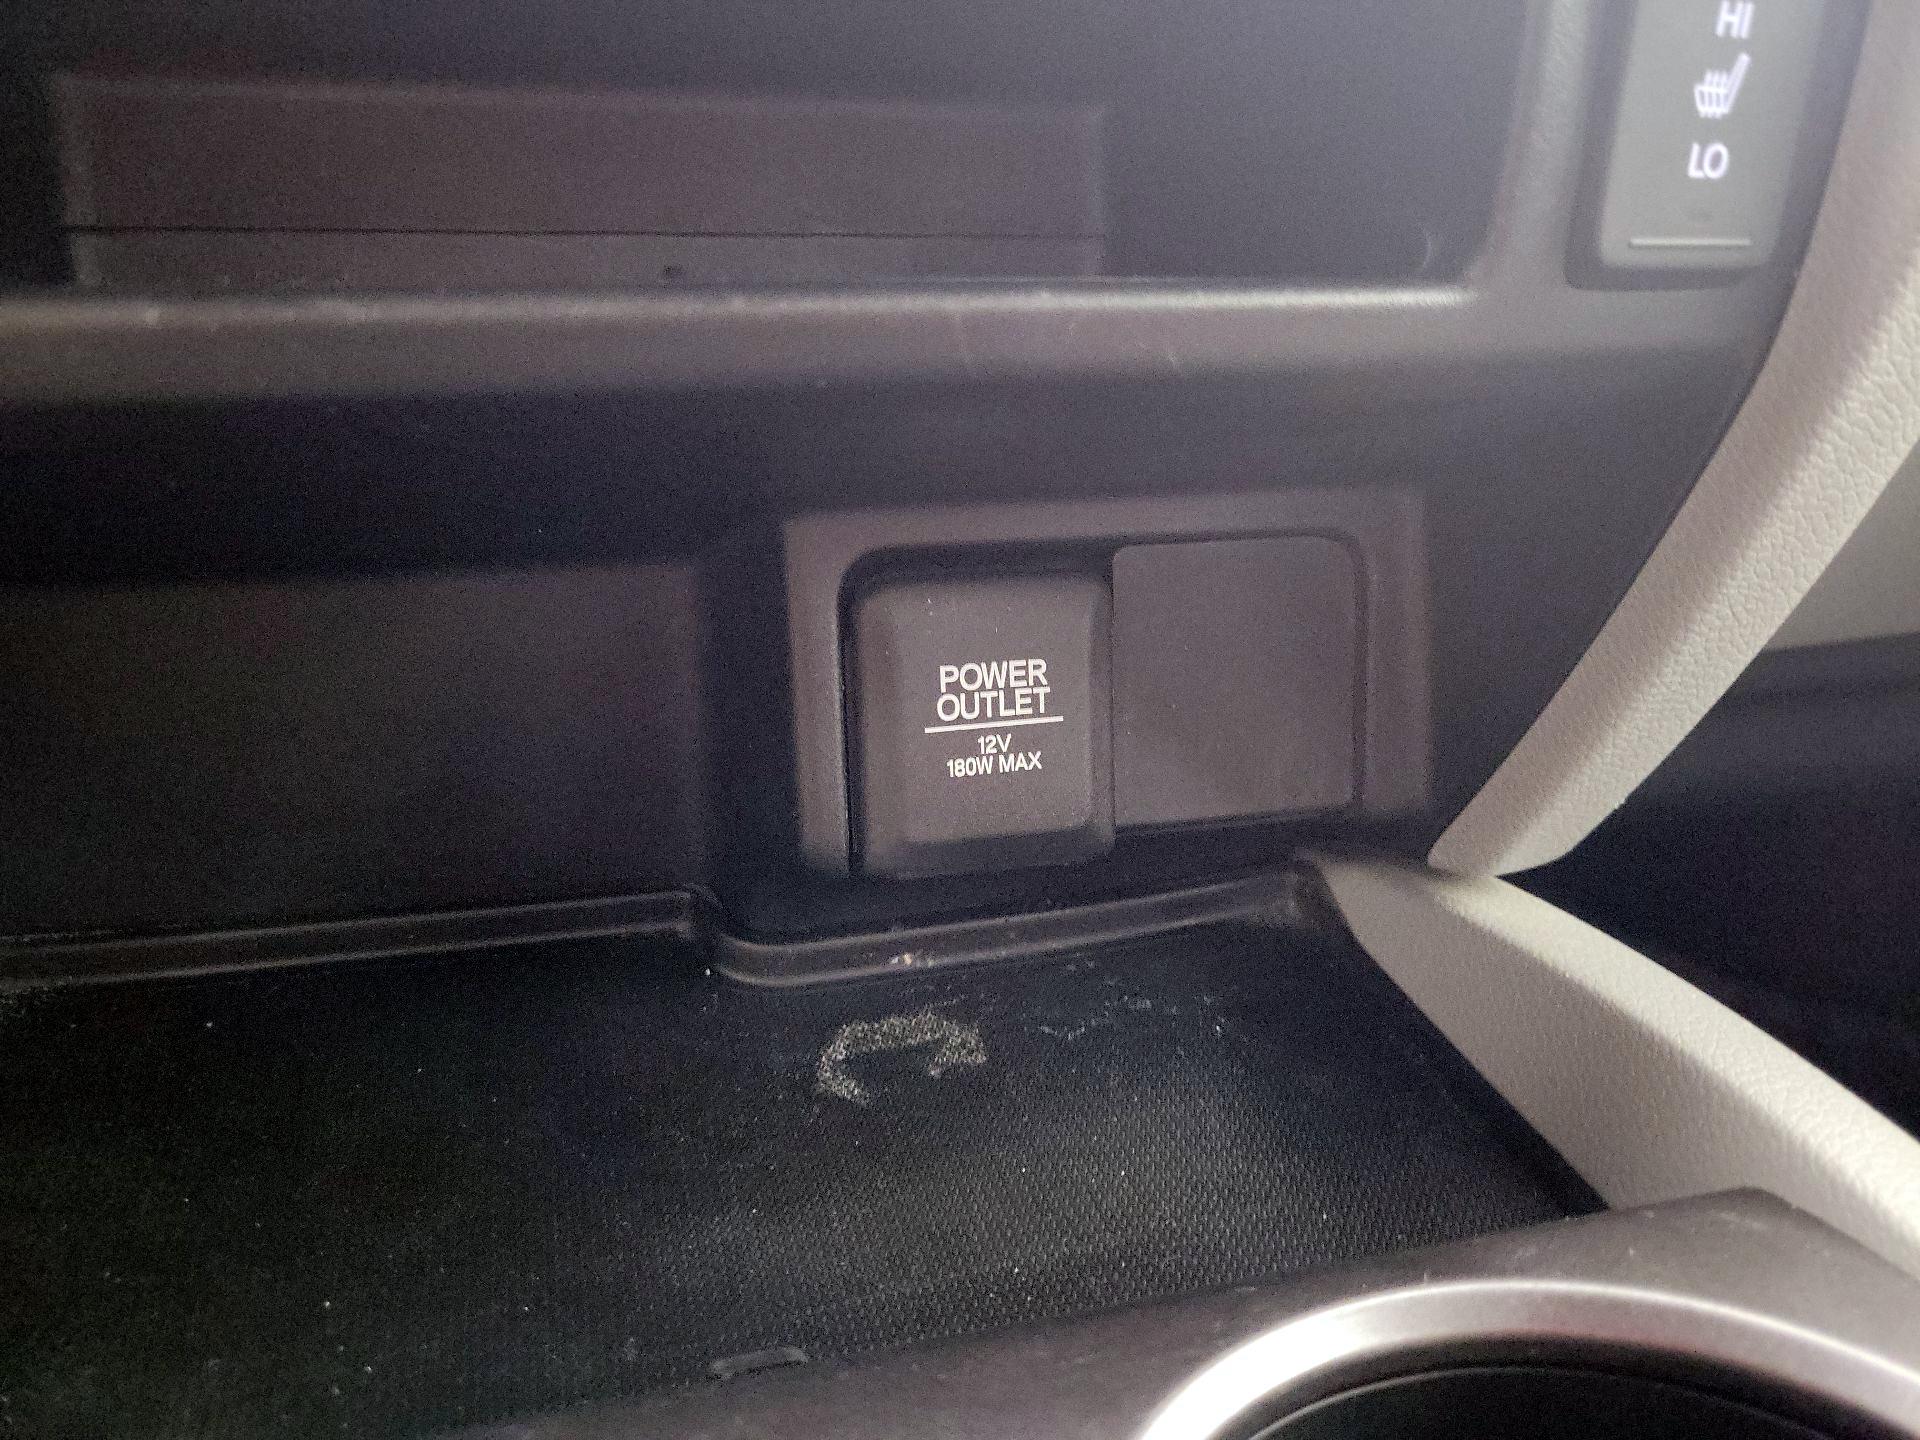 HI
LO
POWER
OUTLET
12V
180W MAX